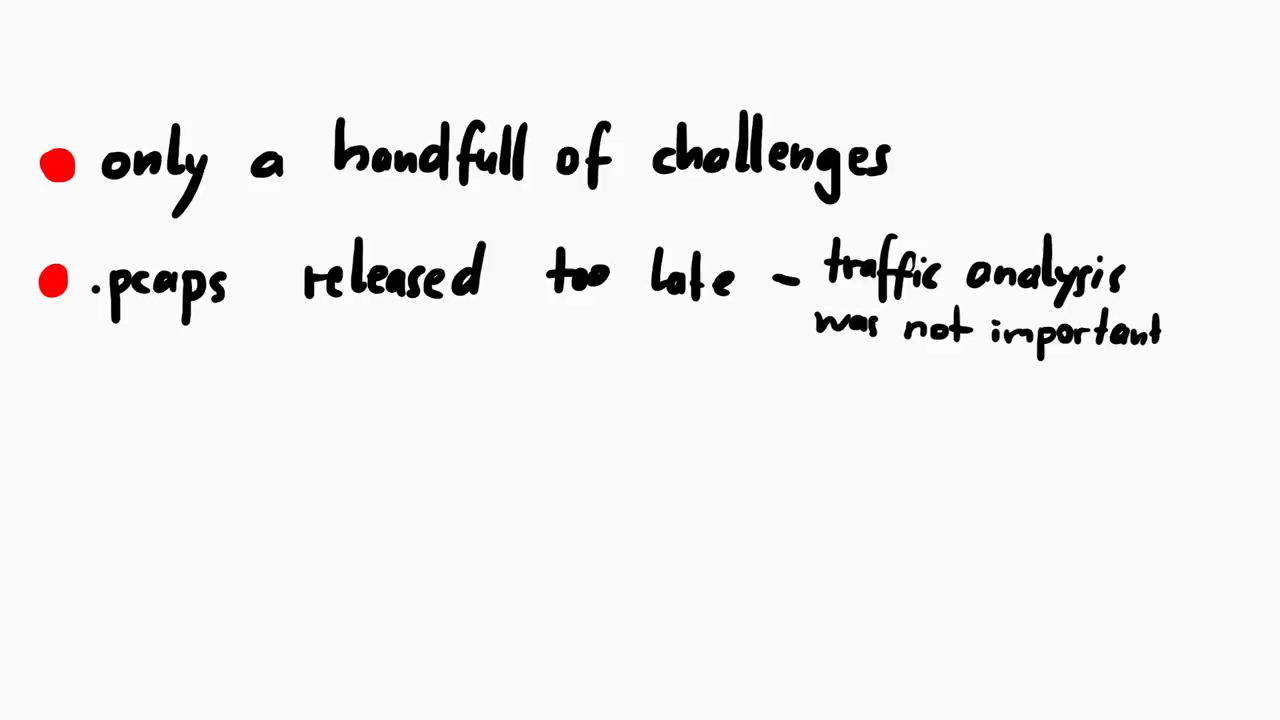 only a handfull of challenges
.pcaps released too late - traffic analysis
was not important